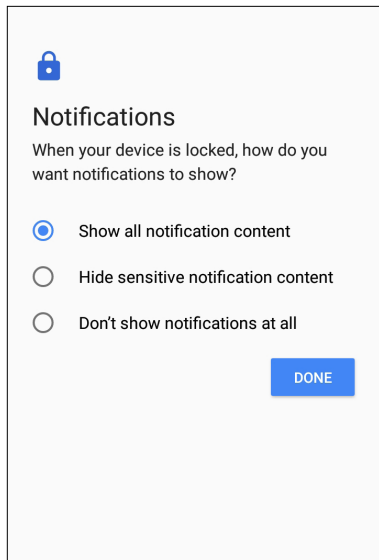 Notifications
When your device is locked, how do you
want notifications to show?
Show all notification content
Hide sensitive notification content
Don’t show notifications at all
DONE